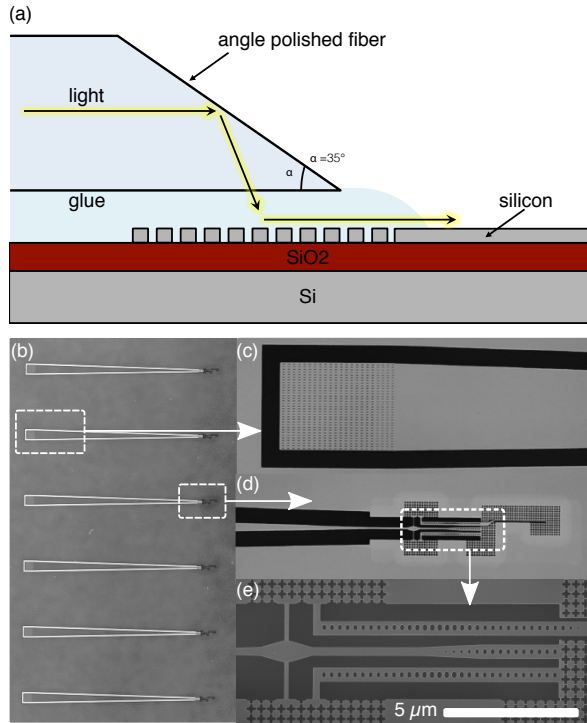 (a)
angle polished fiber
light
α
α =35°
glue
silicon
SiO2
Si
(b)
(c)
(d)
(e)
5 μm